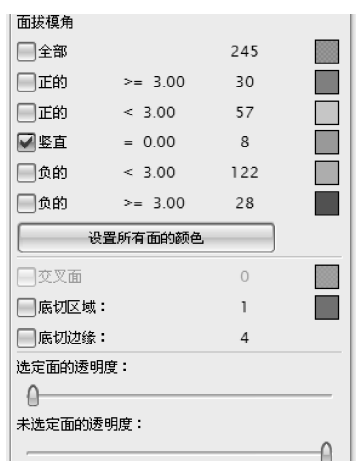 面拔模角
全部 245
正的 >= 3.00 30
正的 < 3.00 57
竖直 = 0.00 8
负的 < 3.00 122
负的 >= 3.00 28
设置所有面的颜色
交叉面 0
底切区域： 1
底切边缘： 4
选定面的透明度：
未选定面的透明度：